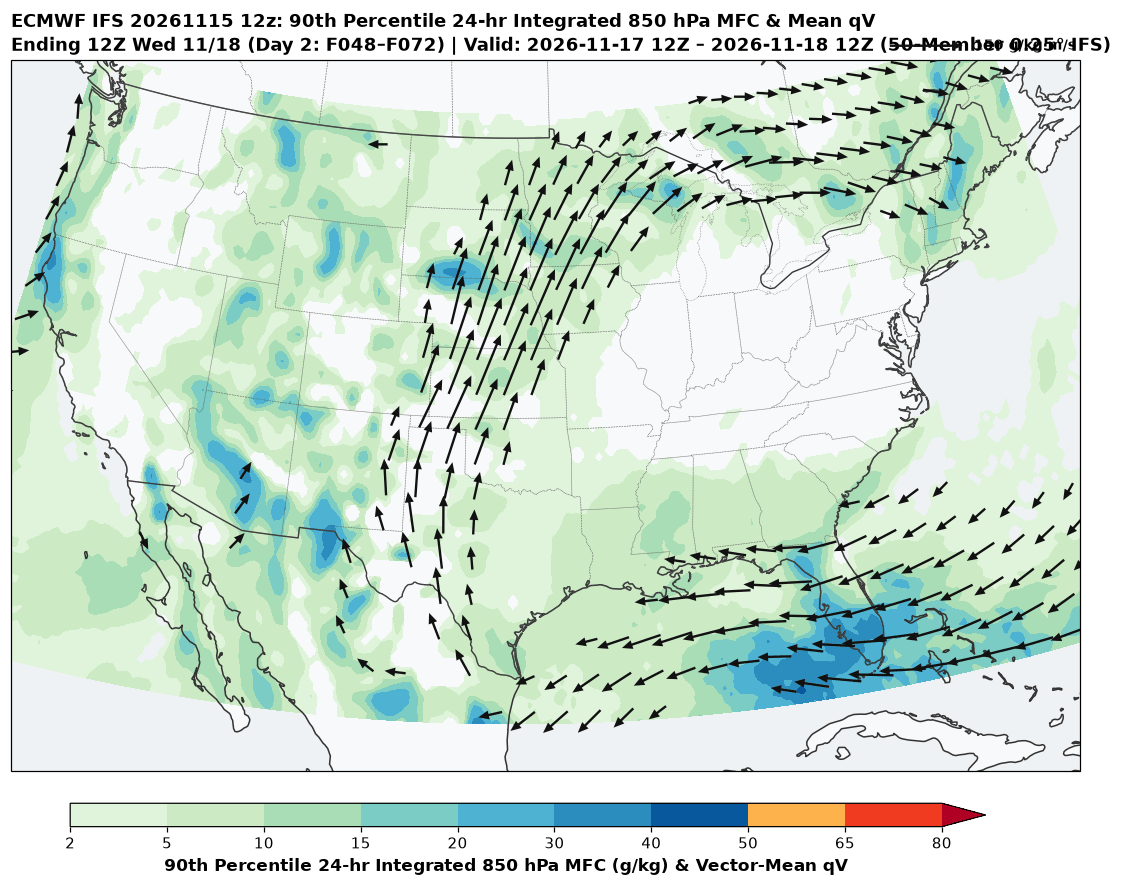 ECMWF IFS 20261115 12z: 90th Percentile 24-hr Integrated 850 hPa MFC & Mean qV
Ending 12Z Wed 11/18 (Day 2: F048–F072) | Valid: 2026-11-17 12Z – 2026-11-18 12Z (50-Member 0.25° IFS)
2 5 10 15 20 30 40 50 65 80
90th Percentile 24-hr Integrated 850 hPa MFC (g/kg) & Vector-Mean qV